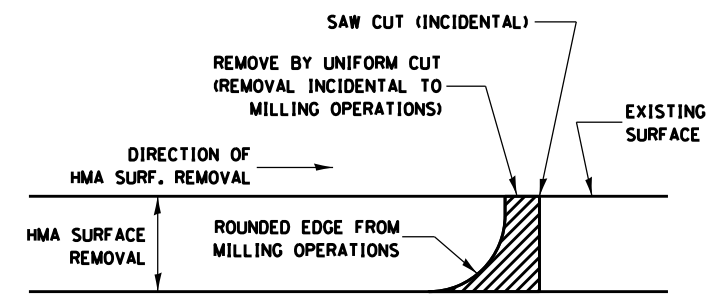 SAW CUT (INCIDENTAL)
REMOVE BY UNIFORM CUT
(REMOVAL INCIDENTAL TO
MILLING OPERATIONS)
EXISTING
SURFACE
DIRECTION OF
HMA SURF. REMOVAL
HMA SURFACE
REMOVAL
ROUNDED EDGE FROM
MILLING OPERATIONS